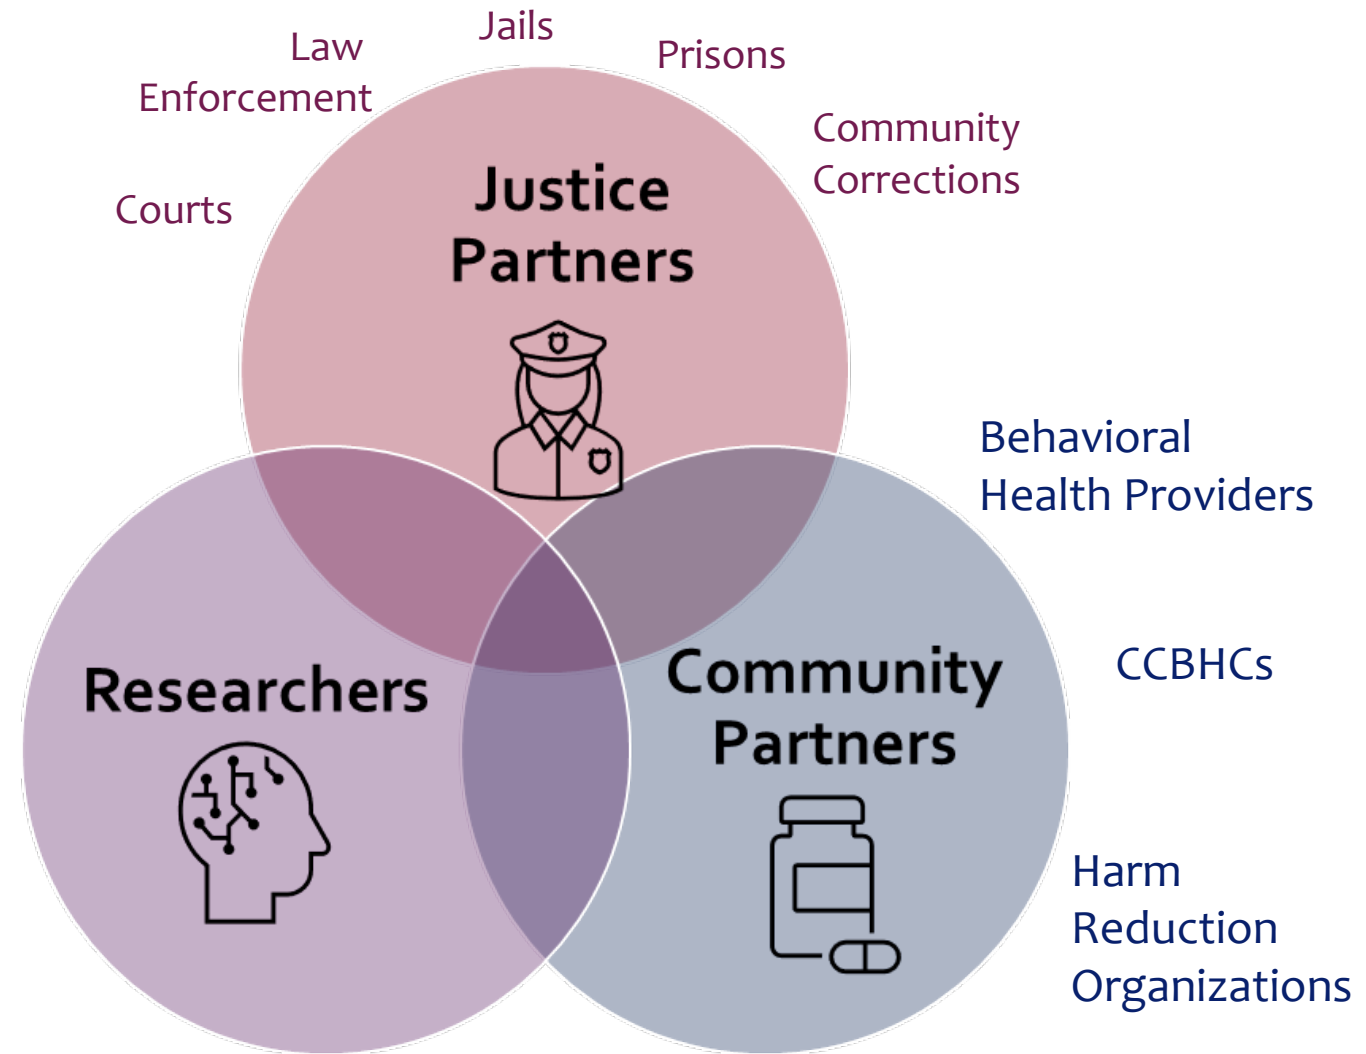 Jails
Law
Enforcement
Prisons
Community
Corrections
Courts
Justice
Partners
Behavioral
Health Providers
CCBHCs
Researchers
Community
Partners
Harm
Reduction
Organizations